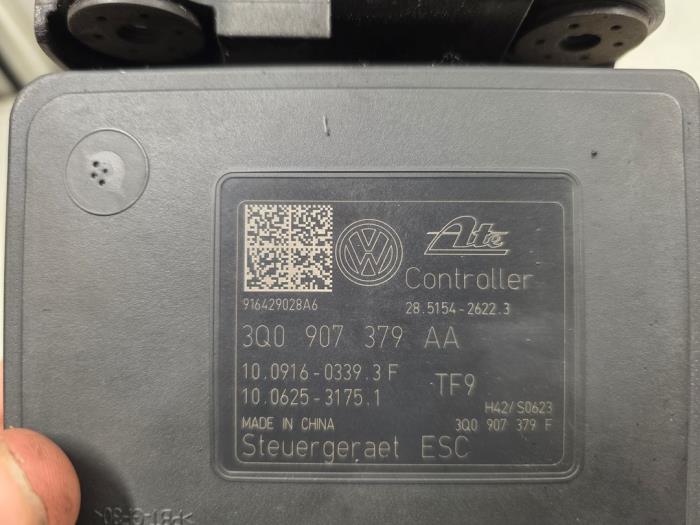 Ate
Controller
916429028A6
28.5154-2622.3
3Q0 907 379 AA
10.0916-0339.3 F
TF9
10.0625-3175.1
H42/S0623
MADE IN CHINA
3Q0 907 379 F
Steuergeraet ESC